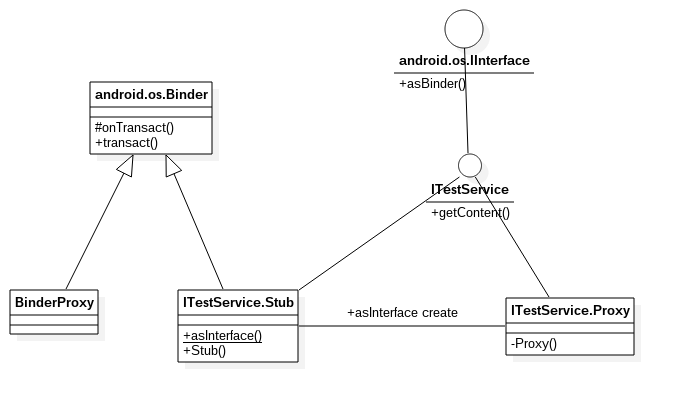 android.os.IInterface
+asBinder()
android.os.Binder
#onTransact()
+transact()
ITestService
+getContent()
BinderProxy
ITestService.Stub
+asInterface()
+Stub()
+asInterface create
ITestService.Proxy
-Proxy()